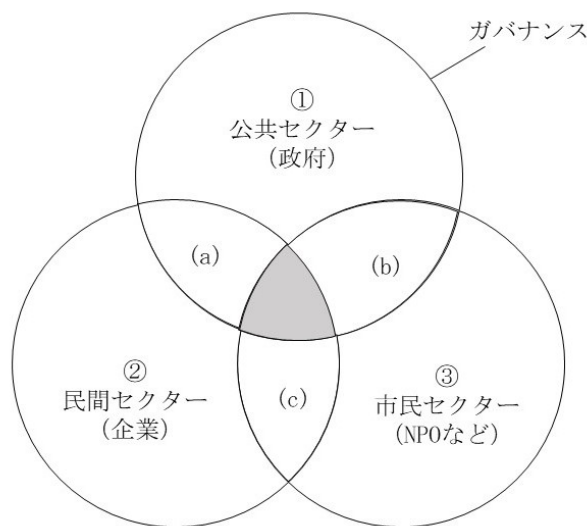 ガバナンス
①
公共セクター
(政府)
(a)
(b)
②
民間セクター
(企業)
(c)
③
市民セクター
(NPOなど)